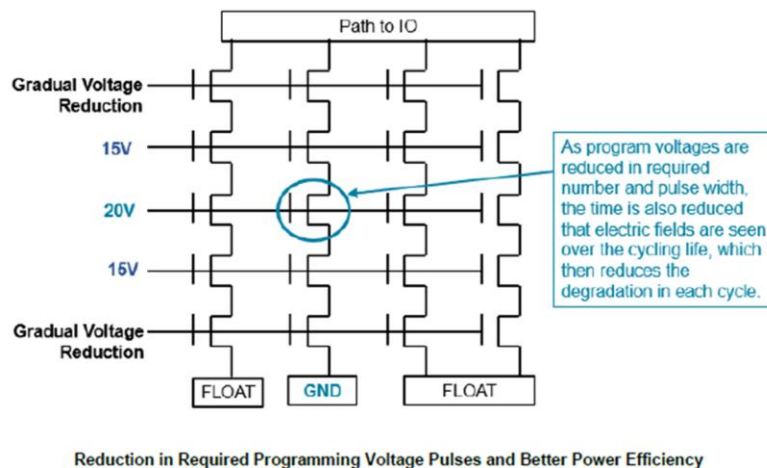 Path to IO
Gradual Voltage
Reduction
15V
20V
15V
Gradual Voltage
Reduction
As program voltages are
reduced in required
number and pulse width,
the time is also reduced
that electric fields are seen
over the cycling life, which
then reduces the
degradation in each cycle.
FLOAT
GND
FLOAT
Reduction in Required Programming Voltage Pulses and Better Power Efficiency